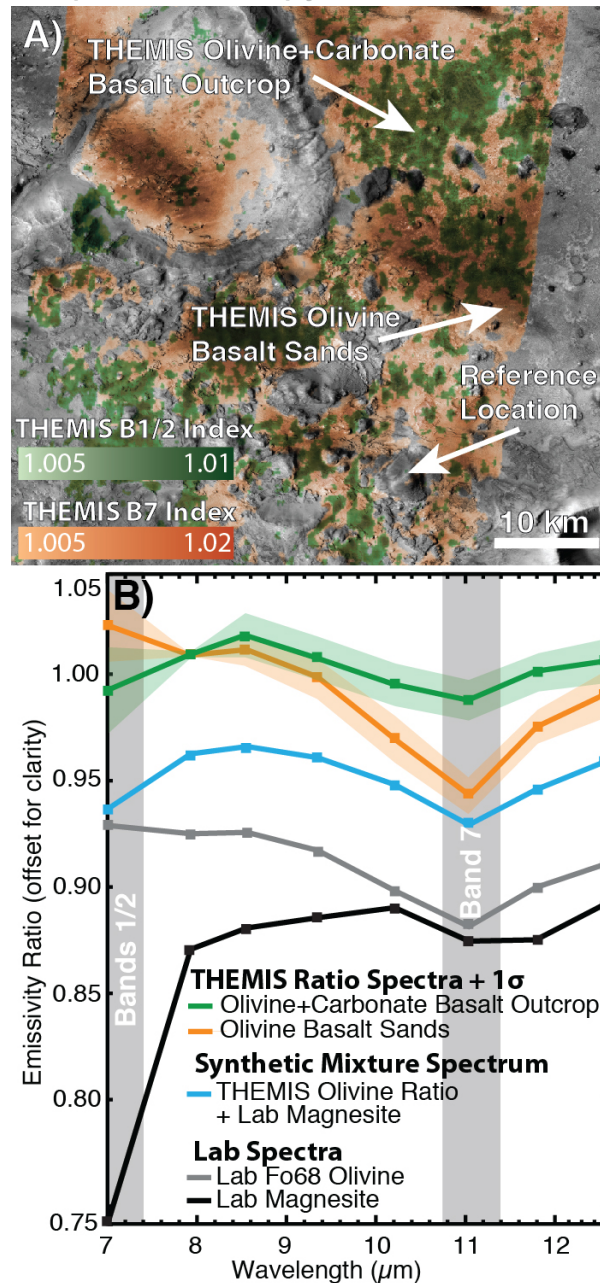 A)
THEMIS Olivine+Carbonate
Basalt Outcrop
THEMIS Olivine
Basalt Sands
Reference
Location
THEMIS B1/2 Index
1.005 1.01
THEMIS B7 Index
1.005 1.02
10 km
B)
Emissivity Ratio (offset for clarity)
1.05
1.00
0.95
0.90
0.85
0.80
0.75
Bands 1/2
Band 7
THEMIS Ratio Spectra + 1σ
Olivine+Carbonate Basalt Outcrop
Olivine Basalt Sands
Synthetic Mixture Spectrum
THEMIS Olivine Ratio
+ Lab Magnesite
Lab Spectra
Lab Fo68 Olivine
Lab Magnesite
7 8 9 10 11 12
Wavelength (µm)